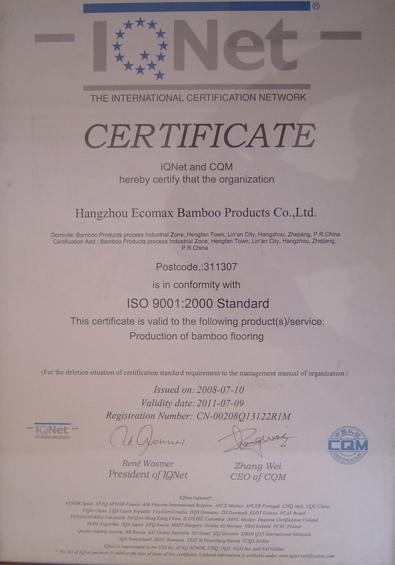 IQNet ®
THE INTERNATIONAL CERTIFICATION NETWORK
CERTIFICATE
IQNet and CQM
hereby certify that the organization
Hangzhou Ecomax Bamboo Products Co.,Ltd.
Domicile: Bamboo Products process Industrial Zone, Hengfan Town, Lin'an City, Hangzhou, Zhejiang, P.R.China
Certification Add.: Bamboo Products process Industrial Zone, Hengfan Town, Lin'an City, Hangzhou, Zhejiang,
P.R.China
Postcode.:311307
is in conformity with
ISO 9001:2000 Standard
This certificate is valid to the following product(s)/service:
Production of bamboo flooring
(For the deletion situation of certification standard requirement to the management manual of organization)
Issued on: 2008-07-10
Validity date: 2011-07-09
Registration Number: CN-00208Q13122R1M
IQNet
CQM
René Wasmer
President of IQNet
Zhang Wei
CEO of CQM
IQNet Partners*: